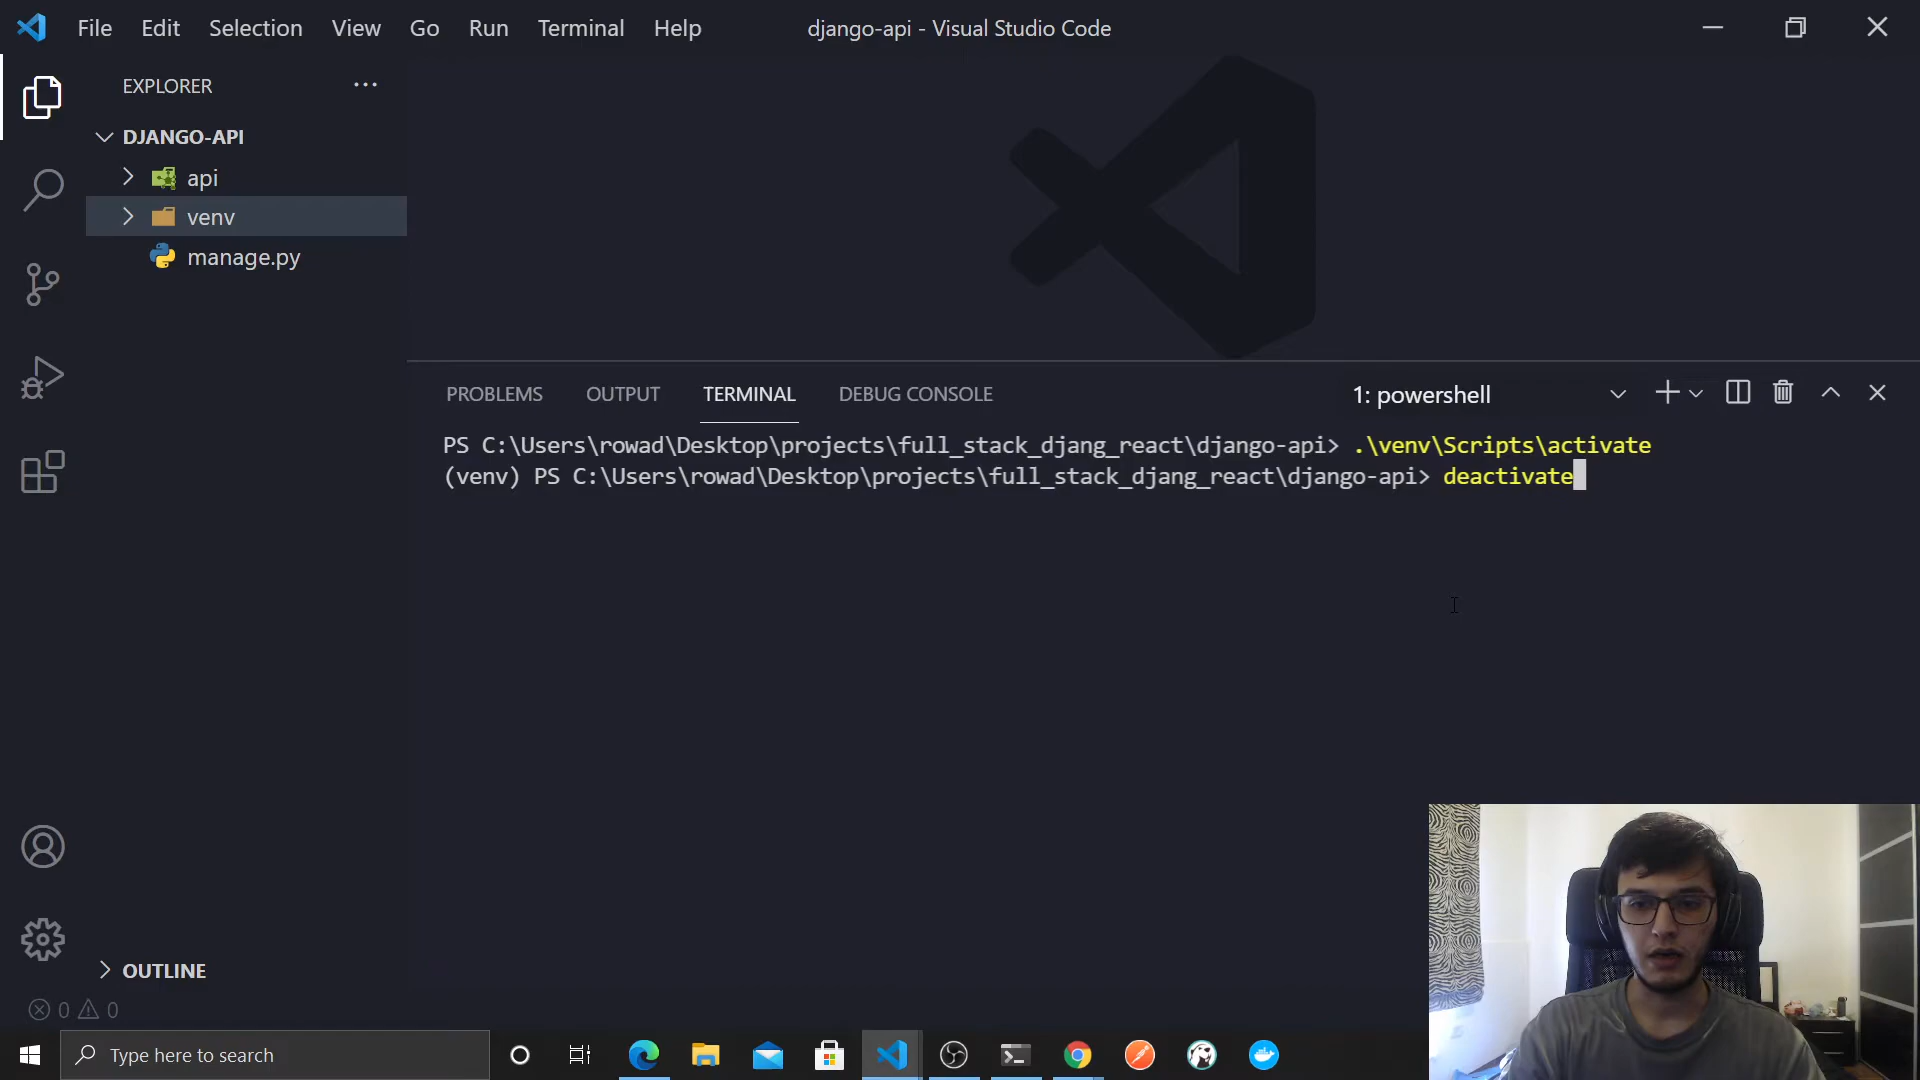 File Edit Selection View Go Run Terminal Help django-api - Visual Studio Code
EXPLORER
DJANGO-API
api
venv
manage.py
PROBLEMS OUTPUT TERMINAL DEBUG CONSOLE 1: powershell
PS C:\Users\rowad\Desktop\projects\full_stack_djang_react\django-api> .\venv\Scripts\activate
(venv) PS C:\Users\rowad\Desktop\projects\full_stack_djang_react\django-api> deactivate
OUTLINE
0 0
Type here to search